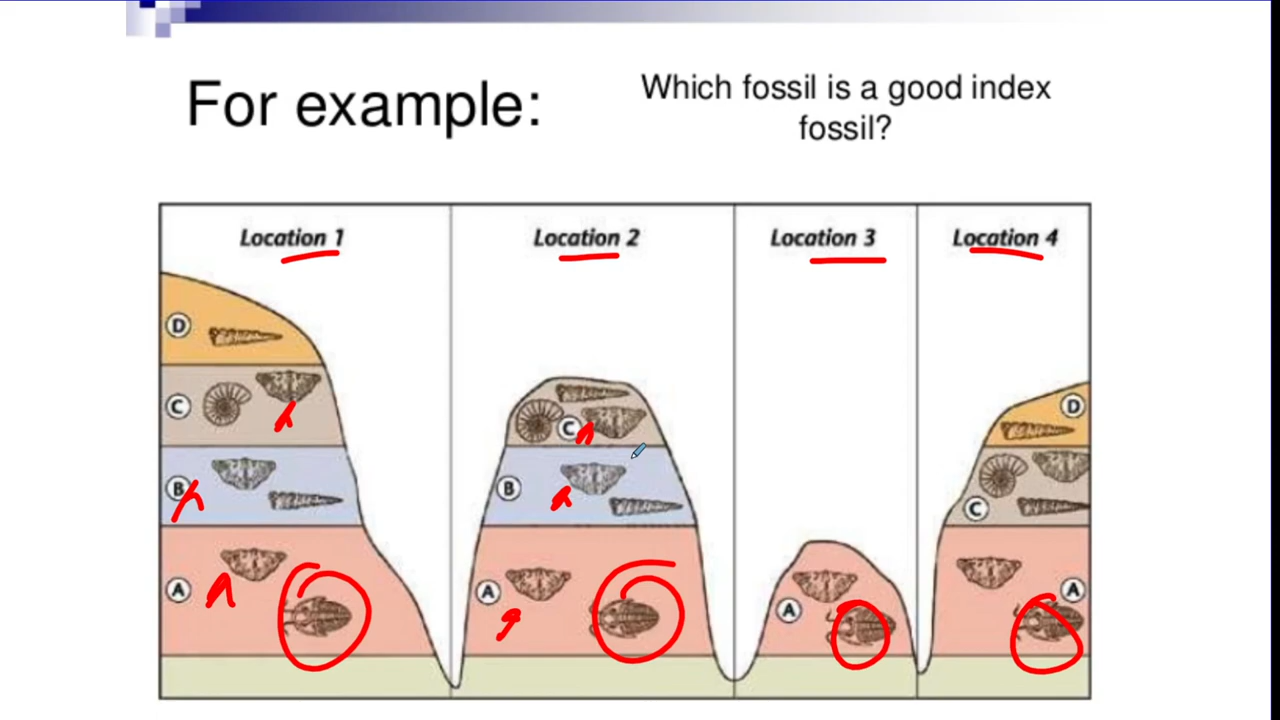 For example:
Which fossil is a good index
fossil?
Location 1
Location 2
Location 3
Location 4
D
C
B
A
C
B
A
A
D
C
A